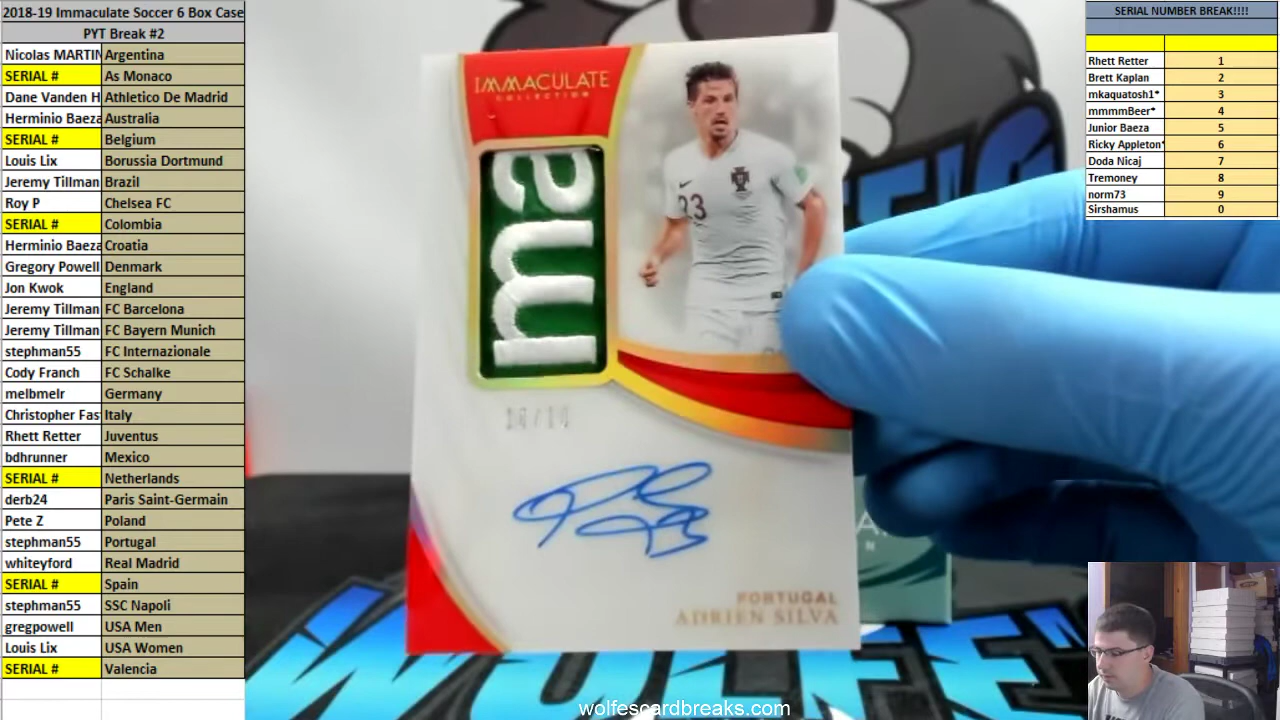 2018-19 Immaculate Soccer 6 Box Case
PYT Break #2
Nicolas MARTIN Argentina
SERIAL # As Monaco
Dane Vanden H Athletico De Madrid
Herminio Baeza Australia
SERIAL # Belgium
Louis Lix Borussia Dortmund
Jeremy Tillman Brazil
Roy P Chelsea FC
SERIAL # Colombia
Herminio Baeza Croatia
Gregory Powell Denmark
Jon Kwok England
Jeremy Tillman FC Barcelona
Jeremy Tillman FC Bayern Munich
stephman55 FC Internazionale
Cody Franch FC Schalke
melbmelr Germany
Christopher Fas Italy
Rhett Retter Juventus
bdhrunner Mexico
SERIAL # Netherlands
derb24 Paris Saint-Germain
Pete Z Poland
stephman55 Portugal
whiteyford Real Madrid
SERIAL # Spain
stephman55 SSC Napoli
gregpowell USA Men
Louis Lix USA Women
SERIAL # Valencia
IMMACULATE
COLLECTION
ma
23
PORTUGAL
ADRIEN SILVA
WOLFE'
wolfescardbreaks.com
SERIAL NUMBER BREAK!!!!
Rhett Retter 1
Brett Kaplan 2
mkaquatosh1* 3
mmmmBeer* 4
Junior Baeza 5
Ricky Appleton* 6
Doda Nicaj 7
Tremoney 8
norm73 9
Sirshamus 0